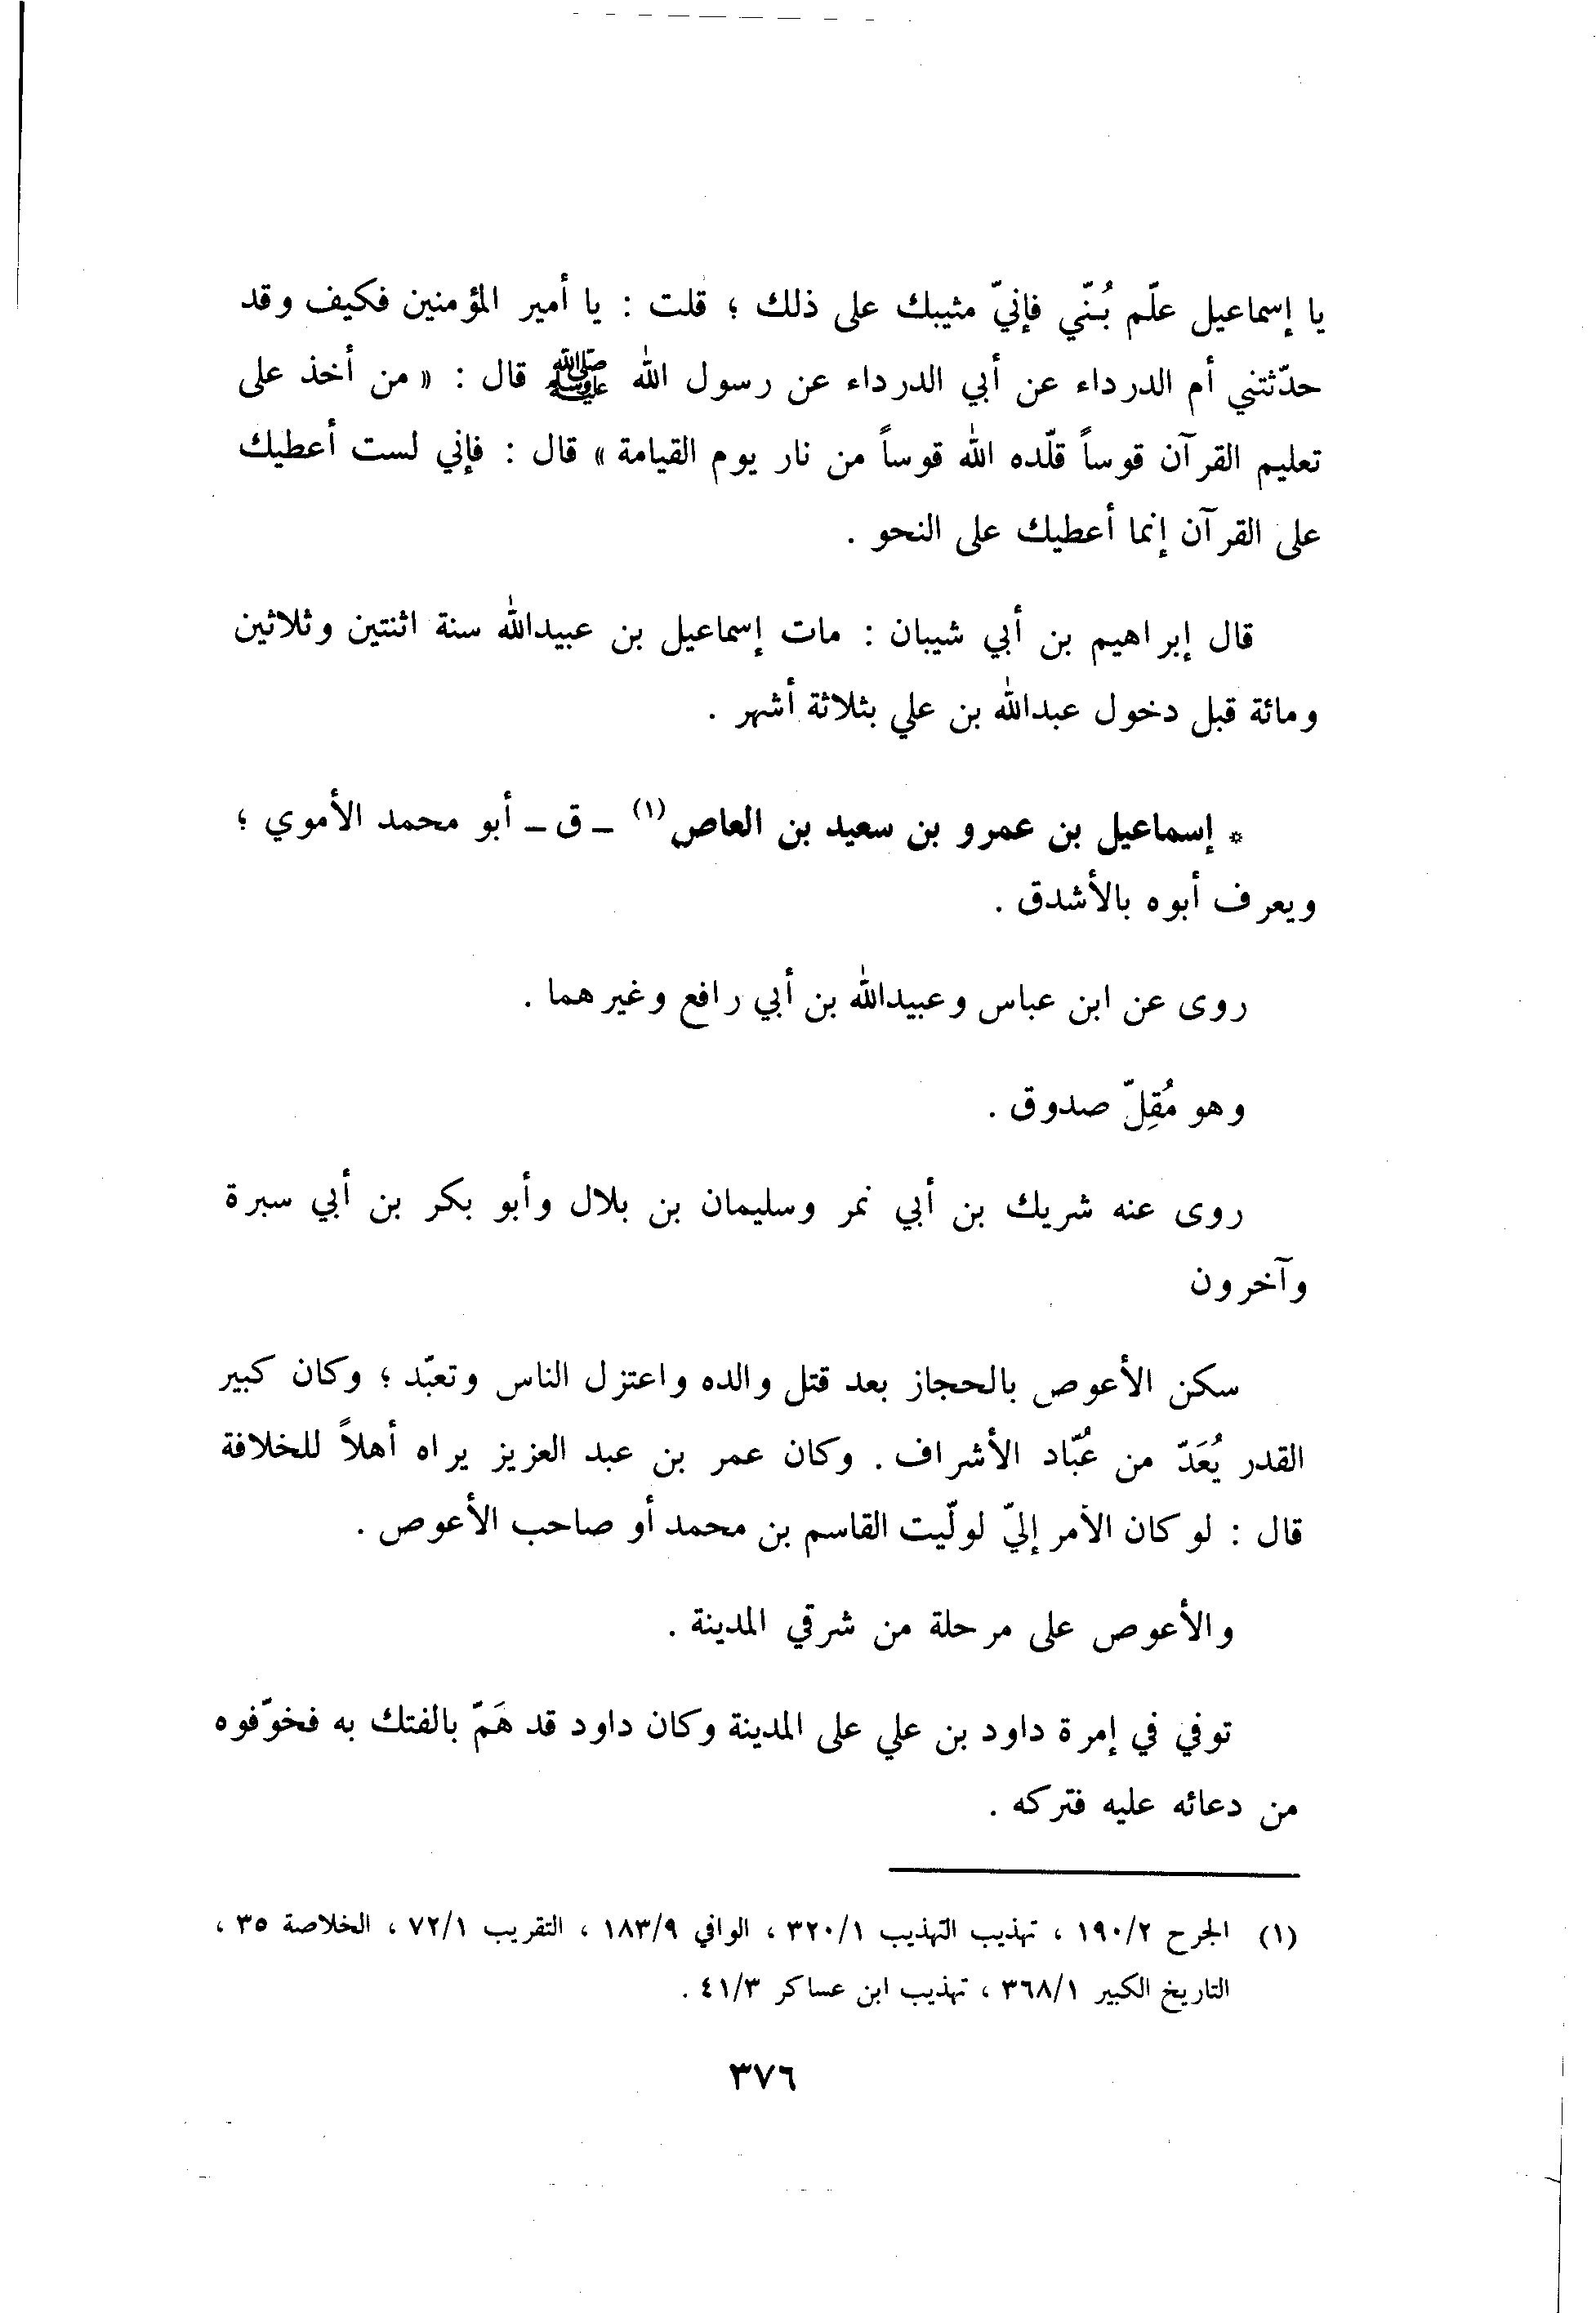 يا إسماعيل علّم بُنّي فإنيّ مثيبك على ذلك ؛ قلت : يا أمير المؤمنين فكيف وقد
حدّثتني أم الدرداء عن أبي الدرداء عن رسول الله ﷺ قال : « من أخذ على
تعليم القرآن قوساً قلّده الله قوساً من نار يوم القيامة » قال : فإني لست أعطيك
على القرآن إنما أعطيك على النحو .
قال إبراهيم بن أبي شيبان : مات إسماعيل بن عبيدالله سنة اثنتين وثلاثين
ومائة قبل دخول عبدالله بن علي بثلاثة أشهر .
* إسماعيل بن عمرو بن سعيد بن العاص (١) – ق – أبو محمد الأموي ؛
ويعرف أبوه بالأشدق .
روى عن ابن عباس وعبيدالله بن أبي رافع وغيرهما .
وهو مُقِلّ صدوق .
روى عنه شريك بن أبي نمر وسليمان بن بلال وأبو بكر بن أبي سبرة
وآخرون
سكن الأعوص بالحجاز بعد قتل والده واعتزل الناس وتعبّد ؛ وكان كبير
القدر يُعَدّ من عُبّاد الأشراف . وكان عمر بن عبد العزيز يراه أهلاً للخلافة
قال : لو كان الأمر إليّ لولّيت القاسم بن محمد أو صاحب الأعوص .
والأعوص على مرحلة من شرقي المدينة .
توفي في إمرة داود بن علي على المدينة وكان داود قد هَمّ بالفتك به فخوّفوه
من دعائه عليه فتركه .
(١) الجرح ١٩٠/٢ ، تهذيب التهذيب ٣٢٠/١ ، الوافي ١٨٣/٩ ، التقريب ٧٢/١ ، الخلاصة ٣٥ ،
التاريخ الكبير ٣٦٨/١ ، تهذيب ابن عساكر ٤١/٣ .
٣٧٦